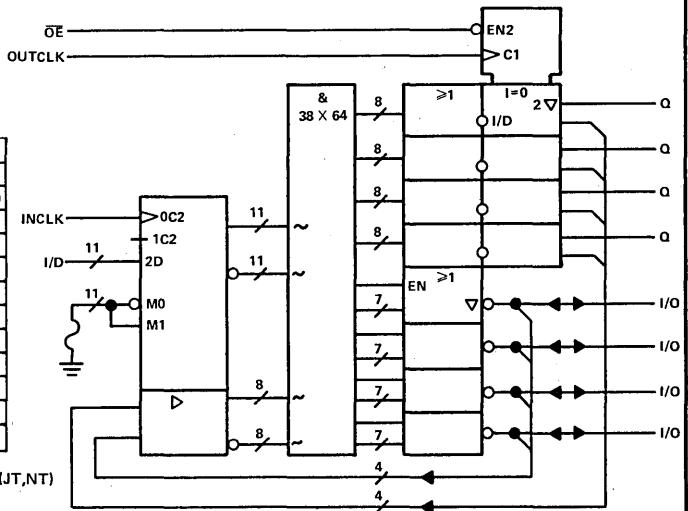 OE
EN2
OUTCLK
C1
&
38 X 64
8
≥1
I=0
2 ▽
Q
I/D
8
Q
8
Q
INCLK
0C2
11
~
8
Q
1C2
I/D
11
2D
11
~
EN
≥1
11
M0
7
▽
I/O
M1
7
I/O
8
~
7
I/O
8
~
7
I/O
(JT,NT)
4
4